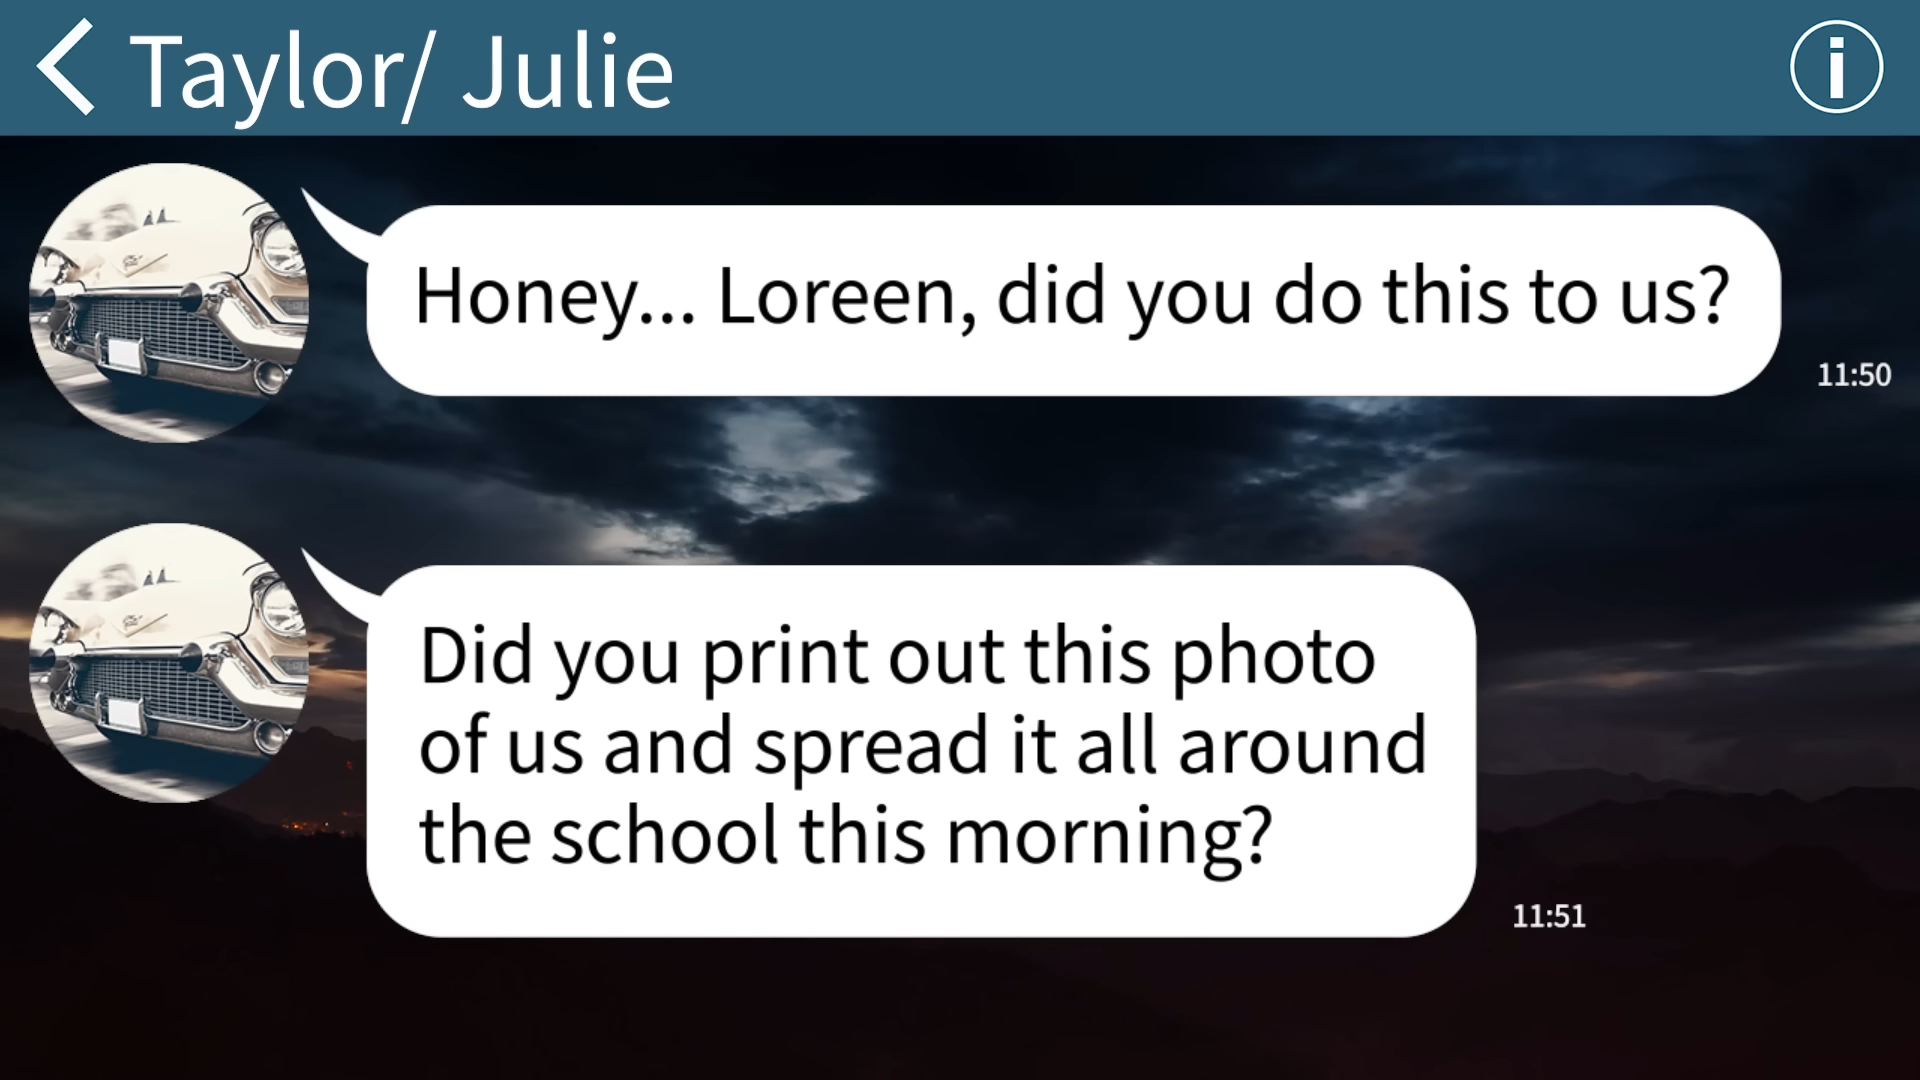 Taylor/ Julie
Honey... Loreen, did you do this to us?
11:50
Did you print out this photo
of us and spread it all around
the school this morning?
11:51